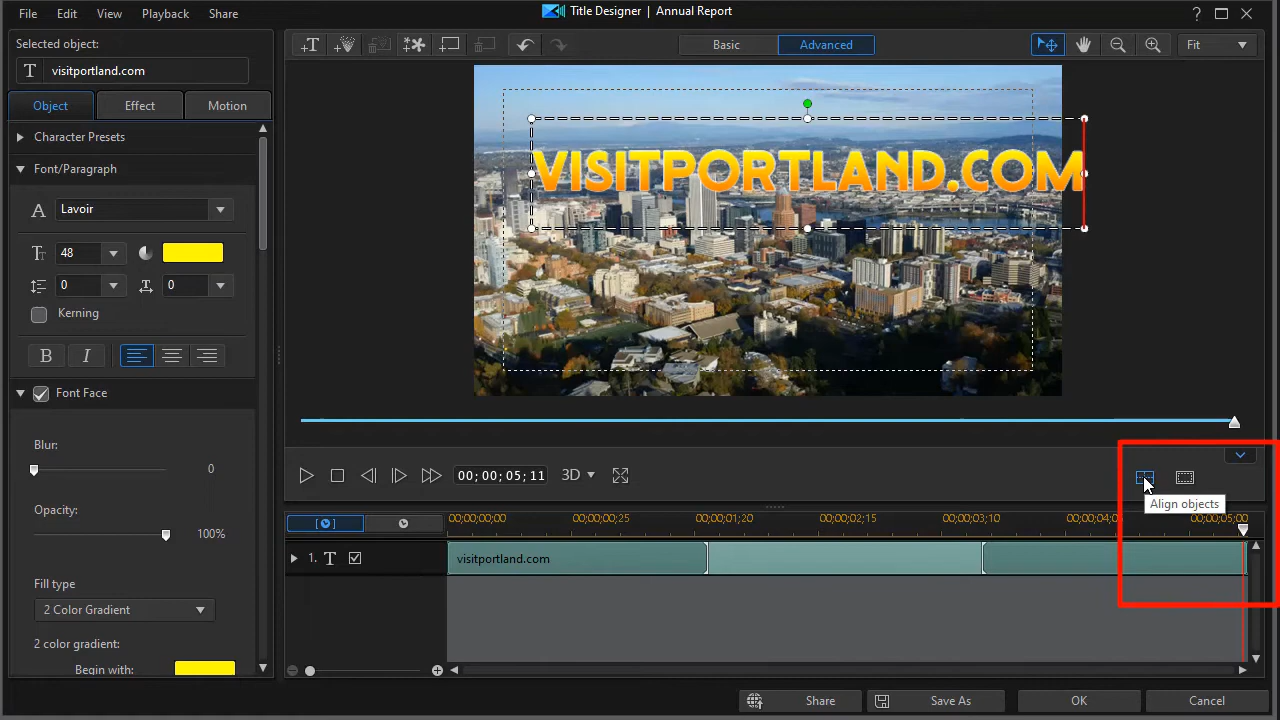 File Edit View Playback Share
Title Designer | Annual Report
?
Selected object:
T visitportland.com
Basic Advanced
Fit
Object Effect Motion
Character Presets
Font/Paragraph
A Lavoir
48
0 0
Kerning
B I
Font Face
Blur:
0
Opacity:
100%
Fill type
2 Color Gradient
2 color gradient:
Begin with:
VISITPORTLAND.COM
00; 00; 05; 11 3D
Align objects
00;00;00;00 00;00;00;25 00;00;01;20 00;00;02;15 00;00;03;10 00;00;04;0 00;00;05;00
1. T visitportland.com
Share Save As OK Cancel